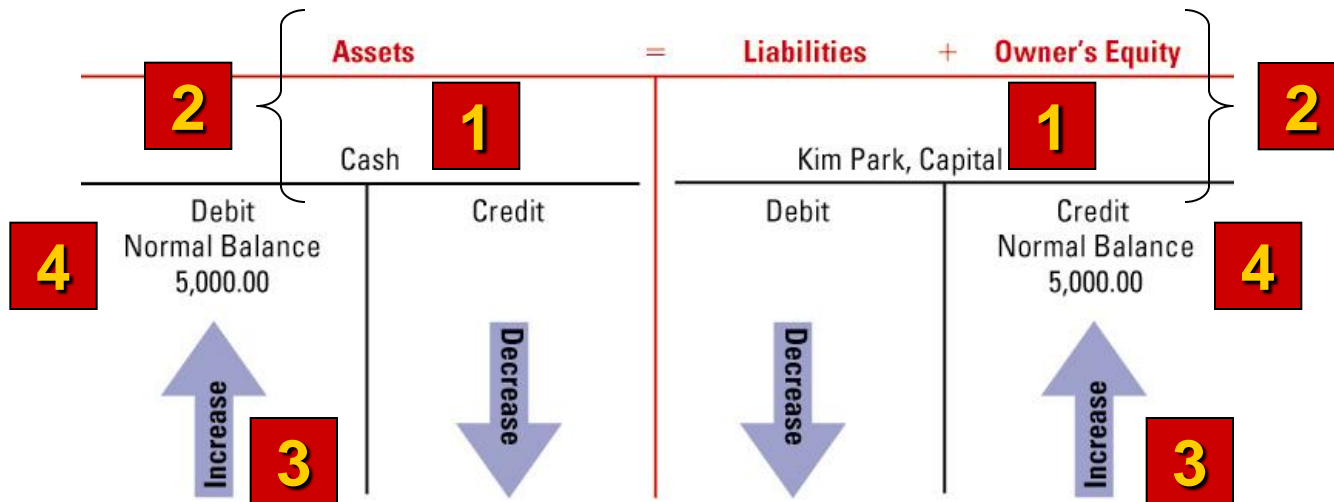 Assets = Liabilities + Owner's Equity
2 1 1 2
Cash Kim Park, Capital
Debit Credit Debit Credit
Normal Balance Normal Balance
4 5,000.00 5,000.00 4
Increase Decrease Decrease Increase
3 3